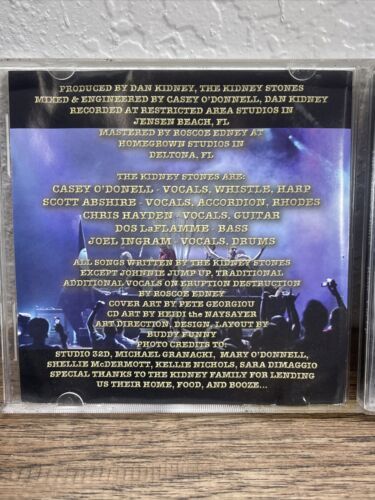 PRODUCED BY DAN KIDNEY, THE KIDNEY STONES
MIXED & ENGINEERED BY CASEY O'DONNELL, DAN KIDNEY
RECORDED AT RESTRICTED AREA STUDIOS IN
JENSEN BEACH, FL
MASTERED BY ROSCOE EDNEY AT
HOMEGROWN STUDIOS IN
DELTONA, FL
THE KIDNEY STONES ARE:
CASEY O'DONELL - VOCALS, WHISTLE, HARP
SCOTT ABSHIRE - VOCALS, ACCORDION, RHODES
CHRIS HAYDEN - VOCALS, GUITAR
DOS LaFLAMME - BASS
JOEL INGRAM - VOCALS, DRUMS
ALL SONGS WRITTEN BY THE KIDNEY STONES
EXCEPT JOHNNIE JUMP UP, TRADITIONAL
ADDITIONAL VOCALS ON ERUPTION DESTRUCTION
BY ROSCOE EDNEY
COVER ART BY PETE GEORGIOU
CD ART BY HEIDI the NAYSAYER
ART DIRECTION, DESIGN, LAYOUT BY
BUDDY FUNNY
PHOTO CREDITS TO:
STUDIO 32D, MICHAEL GRANACKI, MARY O'DONNELL,
SHELLIE McDERMOTT, KELLIE NICHOLS, SARA DIMAGGIO
SPECIAL THANKS TO THE KIDNEY FAMILY FOR LENDING
US THEIR HOME, FOOD, AND BOOZE...